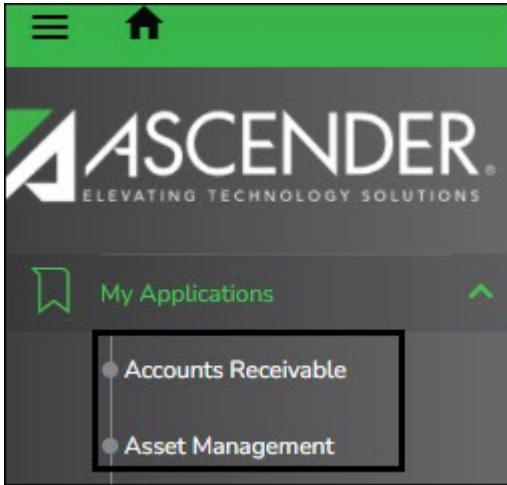 ASCENDER®
ELEVATING TECHNOLOGY SOLUTIONS
My Applications
Accounts Receivable
Asset Management